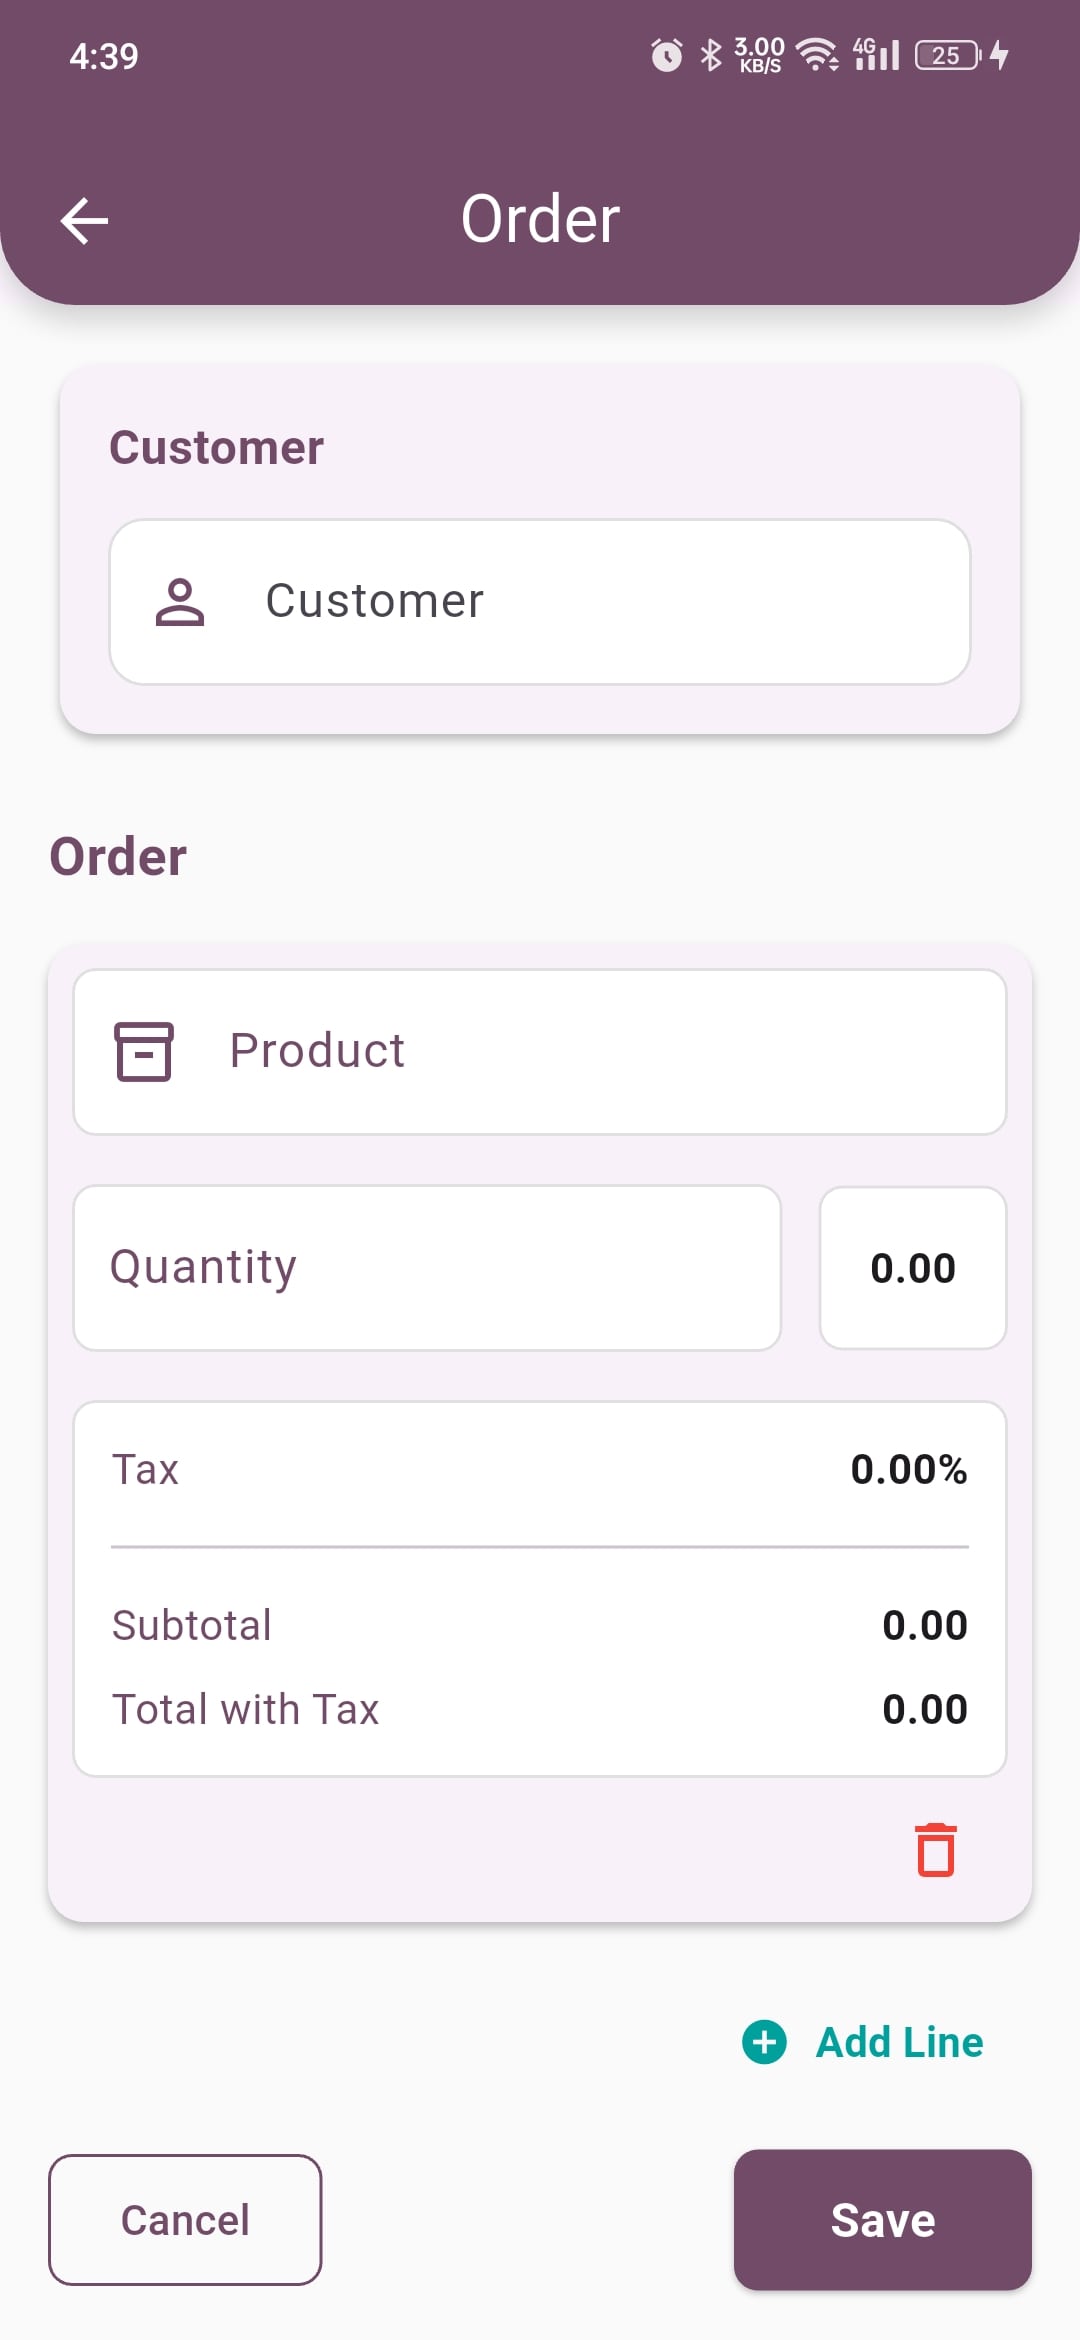 4:39 3.00 KB/S 4G 25
Order
Customer
Customer
Order
Product
Quantity 0.00
Tax 0.00%
Subtotal 0.00
Total with Tax 0.00
Add Line
Cancel Save